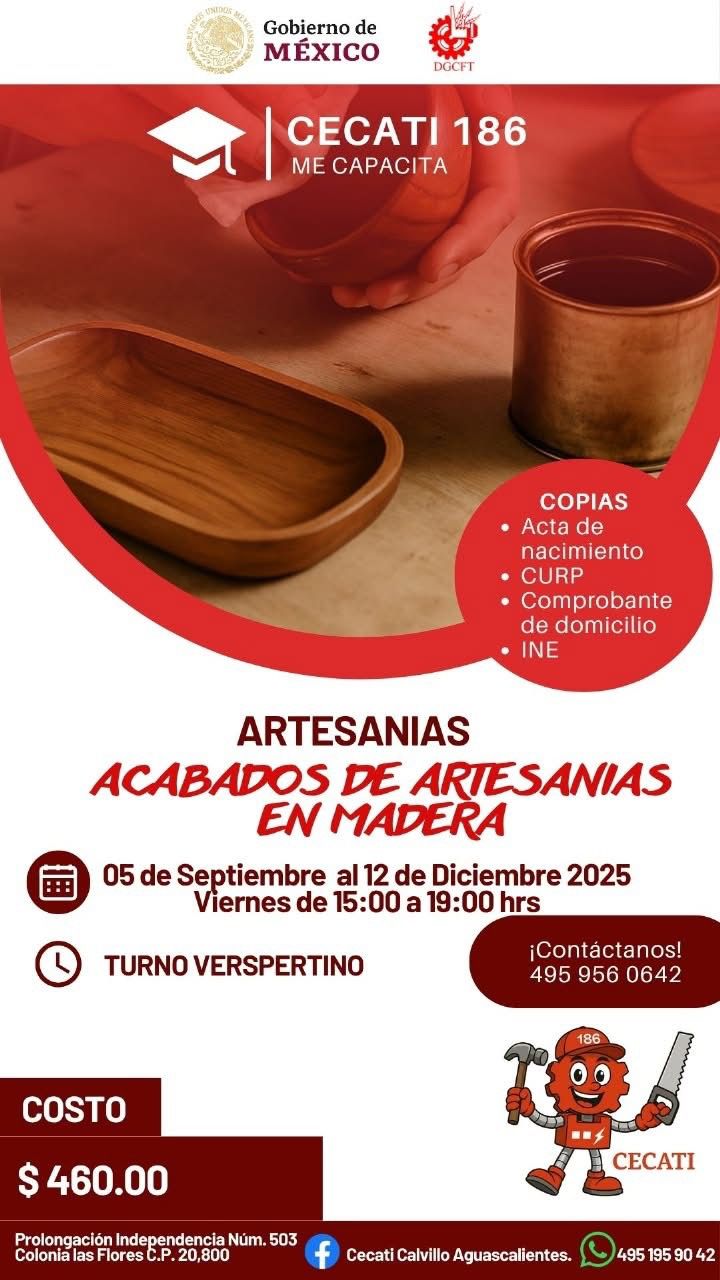 Gobierno de
MÉXICO
DGCFT
CECATI 186
ME CAPACITA
COPIAS
• Acta de
nacimiento
• CURP
• Comprobante
de domicilio
• INE
ARTESANIAS
ACABADOS DE ARTESANIAS
EN MADERA
05 de Septiembre al 12 de Diciembre 2025
Viernes de 15:00 a 19:00 hrs
TURNO VERSPERTINO
¡Contáctanos!
495 956 0642
186
CECATI
COSTO
$ 460.00
Prolongación Independencia Núm. 503
Colonia las Flores C.P. 20,800
Cecati Calvillo Aguascalientes.
495 195 90 42